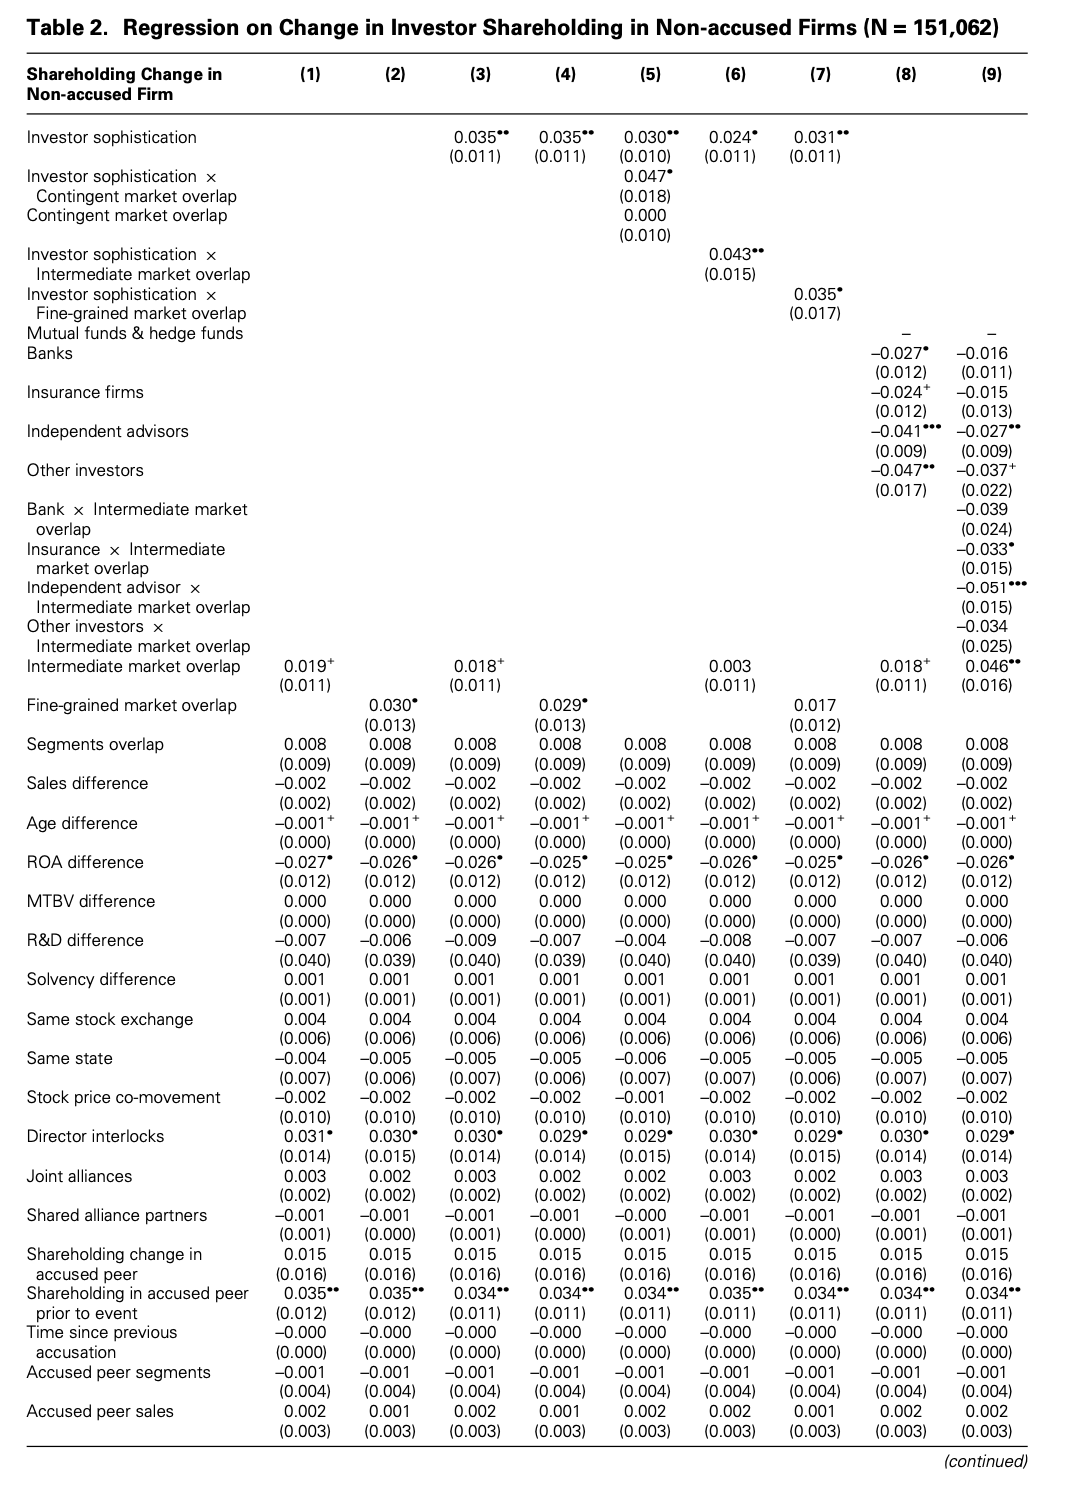 Table 2. Regression on Change in Investor Shareholding in Non-accused Firms (N = 151,062)
Shareholding Change in (1) (2) (3) (4) (5) (6) (7) (8) (9)
Non-accused Firm
Investor sophistication 0.035•• 0.035•• 0.030•• 0.024• 0.031••
(0.011) (0.011) (0.010) (0.011) (0.011)
Investor sophistication × 0.047•
Contingent market overlap (0.018)
Contingent market overlap 0.000
(0.010)
Investor sophistication × 0.043••
Intermediate market overlap (0.015)
Investor sophistication × 0.035•
Fine-grained market overlap (0.017)
Mutual funds & hedge funds – –
Banks –0.027• –0.016
(0.012) (0.011)
Insurance firms –0.024+ –0.015
(0.012) (0.013)
Independent advisors –0.041••• –0.027••
(0.009) (0.009)
Other investors –0.047•• –0.037+
(0.017) (0.022)
Bank × Intermediate market –0.039
overlap (0.024)
Insurance × Intermediate –0.033•
market overlap (0.015)
Independent advisor × –0.051•••
Intermediate market overlap (0.015)
Other investors × –0.034
Intermediate market overlap (0.025)
Intermediate market overlap 0.019+ 0.018+ 0.003 0.018+ 0.046••
(0.011) (0.011) (0.011) (0.011) (0.016)
Fine-grained market overlap 0.030• 0.029• 0.017
(0.013) (0.013) (0.012)
Segments overlap 0.008 0.008 0.008 0.008 0.008 0.008 0.008 0.008 0.008
(0.009) (0.009) (0.009) (0.009) (0.009) (0.009) (0.009) (0.009) (0.009)
Sales difference –0.002 –0.002 –0.002 –0.002 –0.002 –0.002 –0.002 –0.002 –0.002
(0.002) (0.002) (0.002) (0.002) (0.002) (0.002) (0.002) (0.002) (0.002)
Age difference –0.001+ –0.001+ –0.001+ –0.001+ –0.001+ –0.001+ –0.001+ –0.001+ –0.001+
(0.000) (0.000) (0.000) (0.000) (0.000) (0.000) (0.000) (0.000) (0.000)
ROA difference –0.027• –0.026• –0.026• –0.025• –0.025• –0.026• –0.025• –0.026• –0.026•
(0.012) (0.012) (0.012) (0.012) (0.012) (0.012) (0.012) (0.012) (0.012)
MTBV difference 0.000 0.000 0.000 0.000 0.000 0.000 0.000 0.000 0.000
(0.000) (0.000) (0.000) (0.000) (0.000) (0.000) (0.000) (0.000) (0.000)
R&D difference –0.007 –0.006 –0.009 –0.007 –0.004 –0.008 –0.007 –0.007 –0.006
(0.040) (0.039) (0.040) (0.039) (0.040) (0.040) (0.039) (0.040) (0.040)
Solvency difference 0.001 0.001 0.001 0.001 0.001 0.001 0.001 0.001 0.001
(0.001) (0.001) (0.001) (0.001) (0.001) (0.001) (0.001) (0.001) (0.001)
Same stock exchange 0.004 0.004 0.004 0.004 0.004 0.004 0.004 0.004 0.004
(0.006) (0.006) (0.006) (0.006) (0.006) (0.006) (0.006) (0.006) (0.006)
Same state –0.004 –0.005 –0.005 –0.005 –0.006 –0.005 –0.005 –0.005 –0.005
(0.007) (0.006) (0.007) (0.006) (0.007) (0.007) (0.006) (0.007) (0.007)
Stock price co-movement –0.002 –0.002 –0.002 –0.002 –0.001 –0.002 –0.002 –0.002 –0.002
(0.010) (0.010) (0.010) (0.010) (0.010) (0.010) (0.010) (0.010) (0.010)
Director interlocks 0.031• 0.030• 0.030• 0.029• 0.029• 0.030• 0.029• 0.030• 0.029•
(0.014) (0.015) (0.014) (0.014) (0.015) (0.014) (0.015) (0.014) (0.014)
Joint alliances 0.003 0.002 0.003 0.002 0.002 0.003 0.002 0.003 0.003
(0.002) (0.002) (0.002) (0.002) (0.002) (0.002) (0.002) (0.002) (0.002)
Shared alliance partners –0.001 –0.001 –0.001 –0.001 –0.000 –0.001 –0.001 –0.001 –0.001
(0.001) (0.000) (0.001) (0.000) (0.001) (0.001) (0.000) (0.001) (0.001)
Shareholding change in 0.015 0.015 0.015 0.015 0.015 0.015 0.015 0.015 0.015
accused peer (0.016) (0.016) (0.016) (0.016) (0.016) (0.016) (0.016) (0.016) (0.016)
Shareholding in accused peer 0.035•• 0.035•• 0.034•• 0.034•• 0.034•• 0.035•• 0.034•• 0.034•• 0.034••
prior to event (0.012) (0.012) (0.011) (0.011) (0.011) (0.011) (0.011) (0.011) (0.011)
Time since previous –0.000 –0.000 –0.000 –0.000 –0.000 –0.000 –0.000 –0.000 –0.000
accusation (0.000) (0.000) (0.000) (0.000) (0.000) (0.000) (0.000) (0.000) (0.000)
Accused peer segments –0.001 –0.001 –0.001 –0.001 –0.001 –0.001 –0.001 –0.001 –0.001
(0.004) (0.004) (0.004) (0.004) (0.004) (0.004) (0.004) (0.004) (0.004)
Accused peer sales 0.002 0.001 0.002 0.001 0.002 0.002 0.001 0.002 0.002
(0.003) (0.003) (0.003) (0.003) (0.003) (0.003) (0.003) (0.003) (0.003)
(continued)